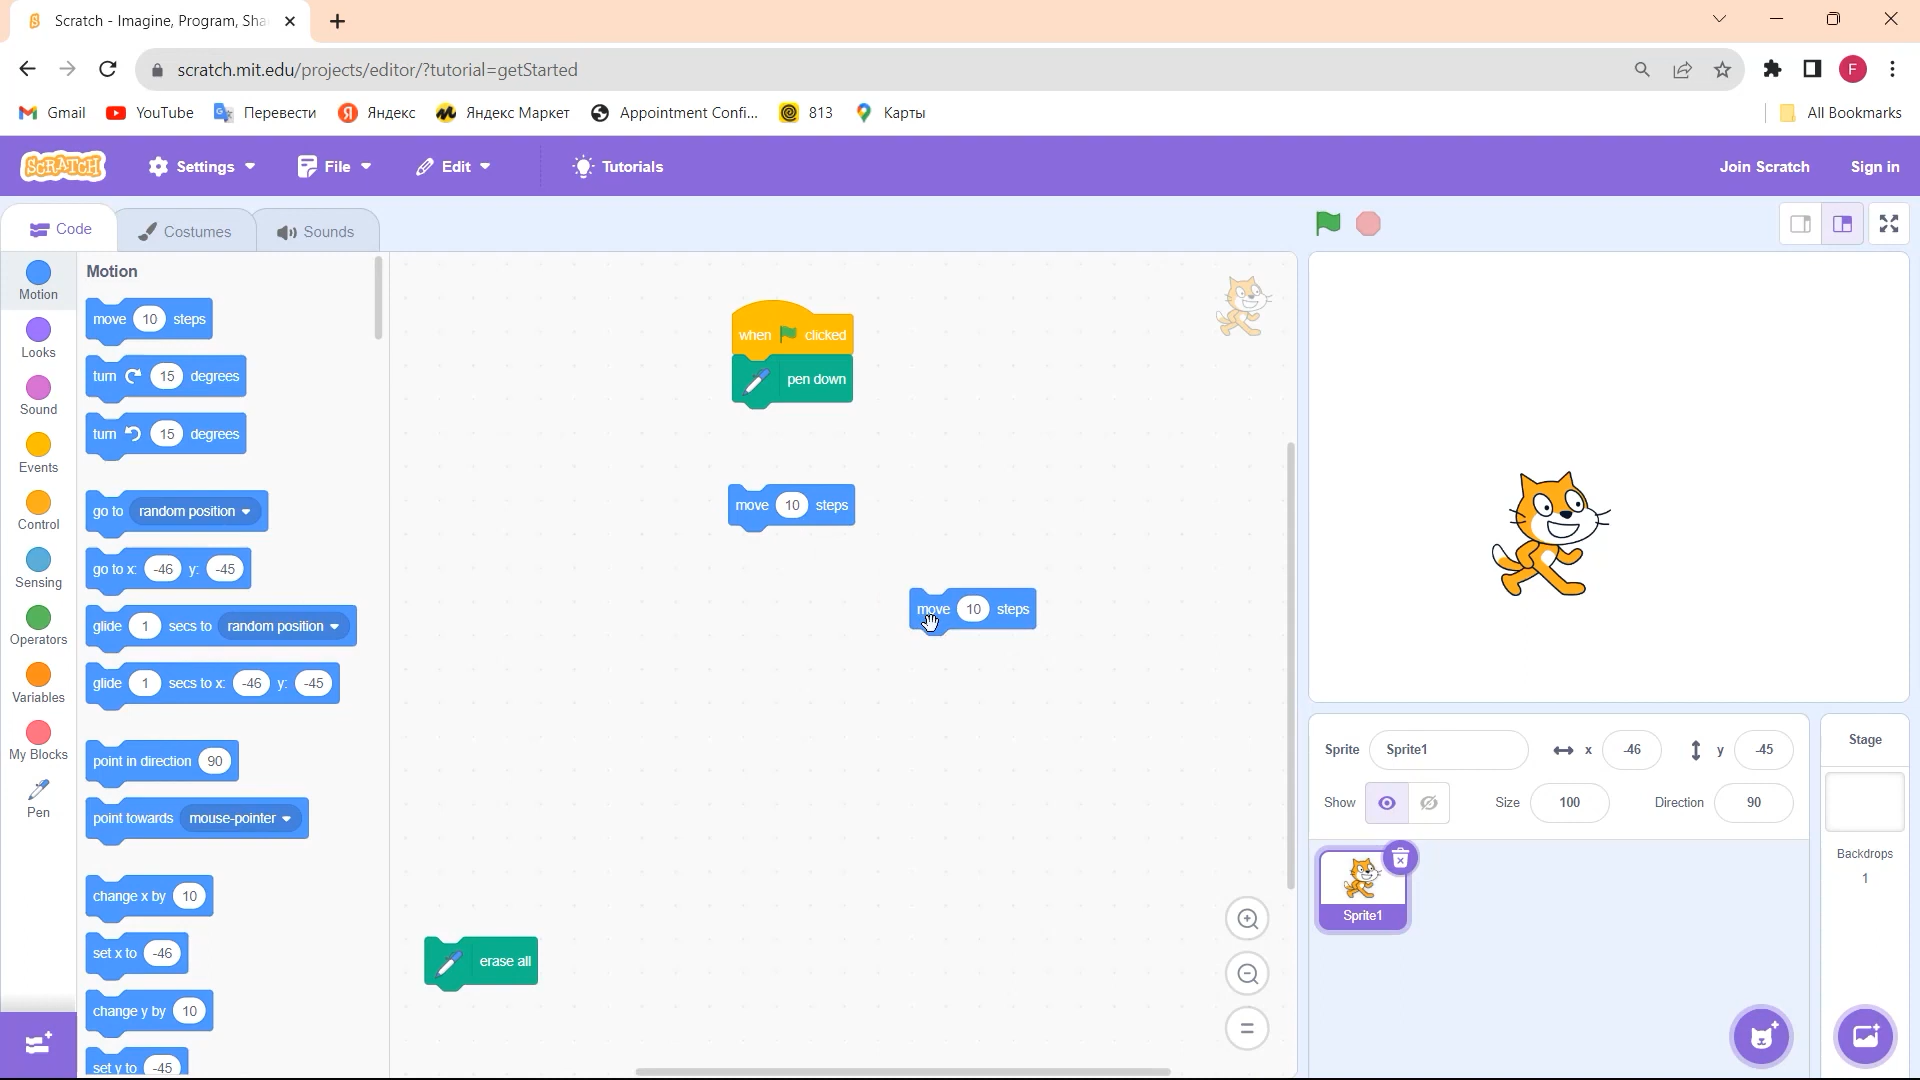 Scratch - Imagine, Program, Sha
scratch.mit.edu/projects/editor/?tutorial=getStarted
F
Gmail YouTube Перевести Яндекс Яндекс Маркет Appointment Confi... 813 Карты All Bookmarks
SCRATCH Settings File Edit Tutorials Join Scratch Sign in
Code Costumes Sounds
Motion
Looks
Sound
Events
Control
Sensing
Operators
Variables
My Blocks
Pen
Motion
move 10 steps
turn 15 degrees
turn 15 degrees
go to random position
go to x: -46 y: -45
glide 1 secs to random position
glide 1 secs to x: -46 y: -45
point in direction 90
point towards mouse-pointer
change x by 10
set x to -46
change y by 10
set y to -45
when clicked
pen down
move 10 steps
move 10 steps
erase all
Sprite Sprite1 x -46 y -45
Show Size 100 Direction 90
Sprite1
Stage
Backdrops
1